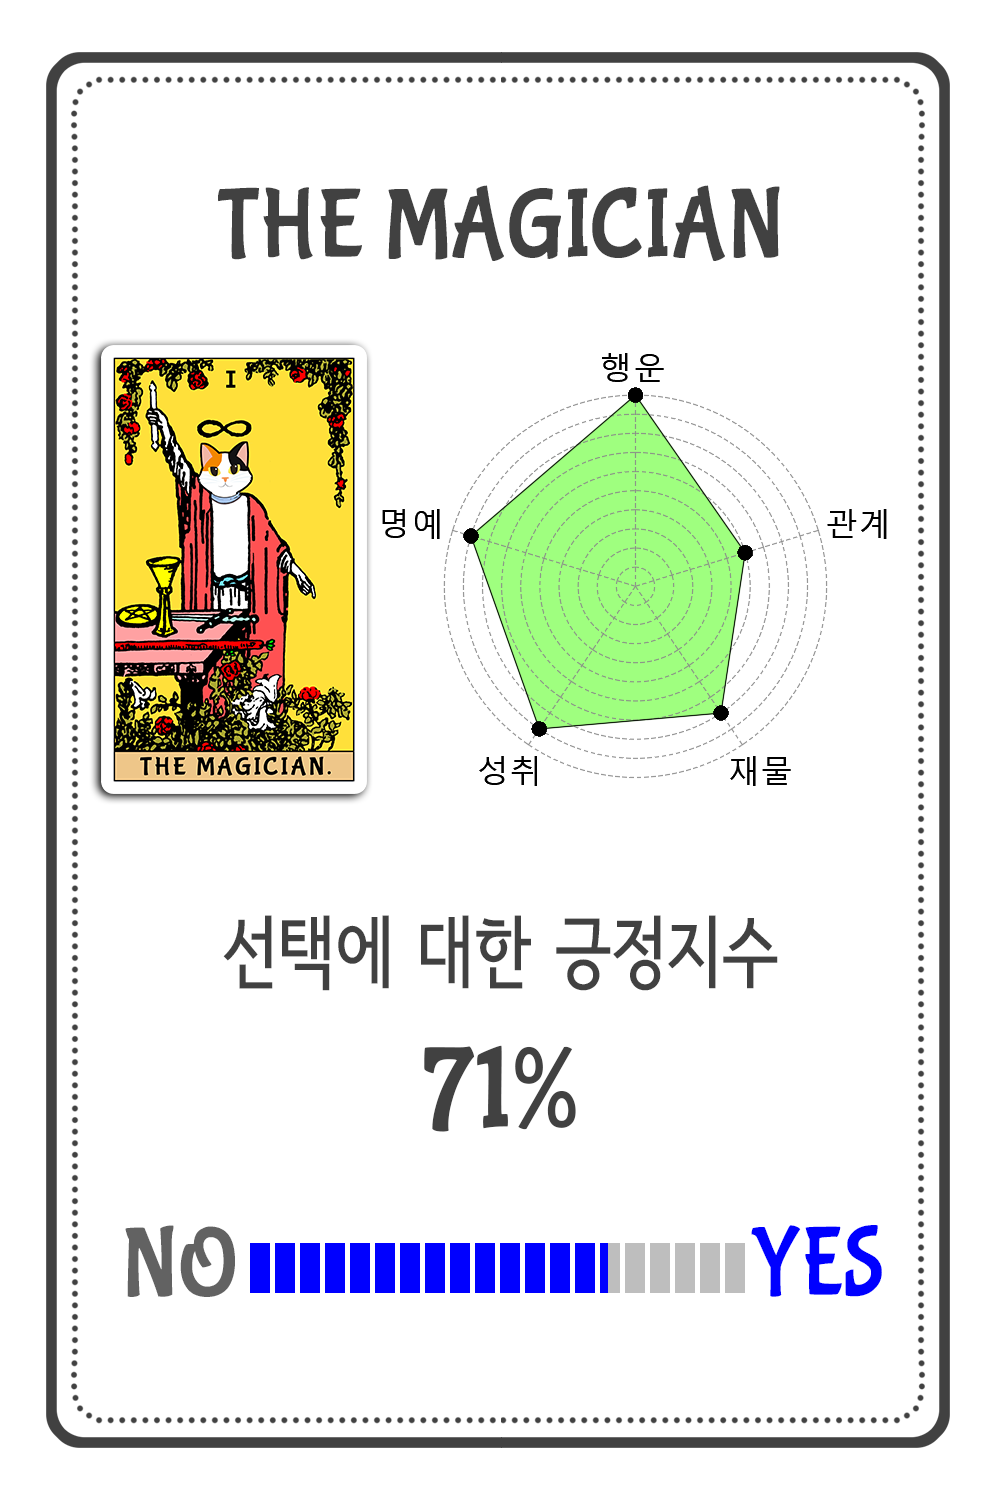 THE MAGICIAN
I
THE MAGICIAN.
행운
명예
관계
성취
재물
선택에 대한 긍정지수
71%
NO YES